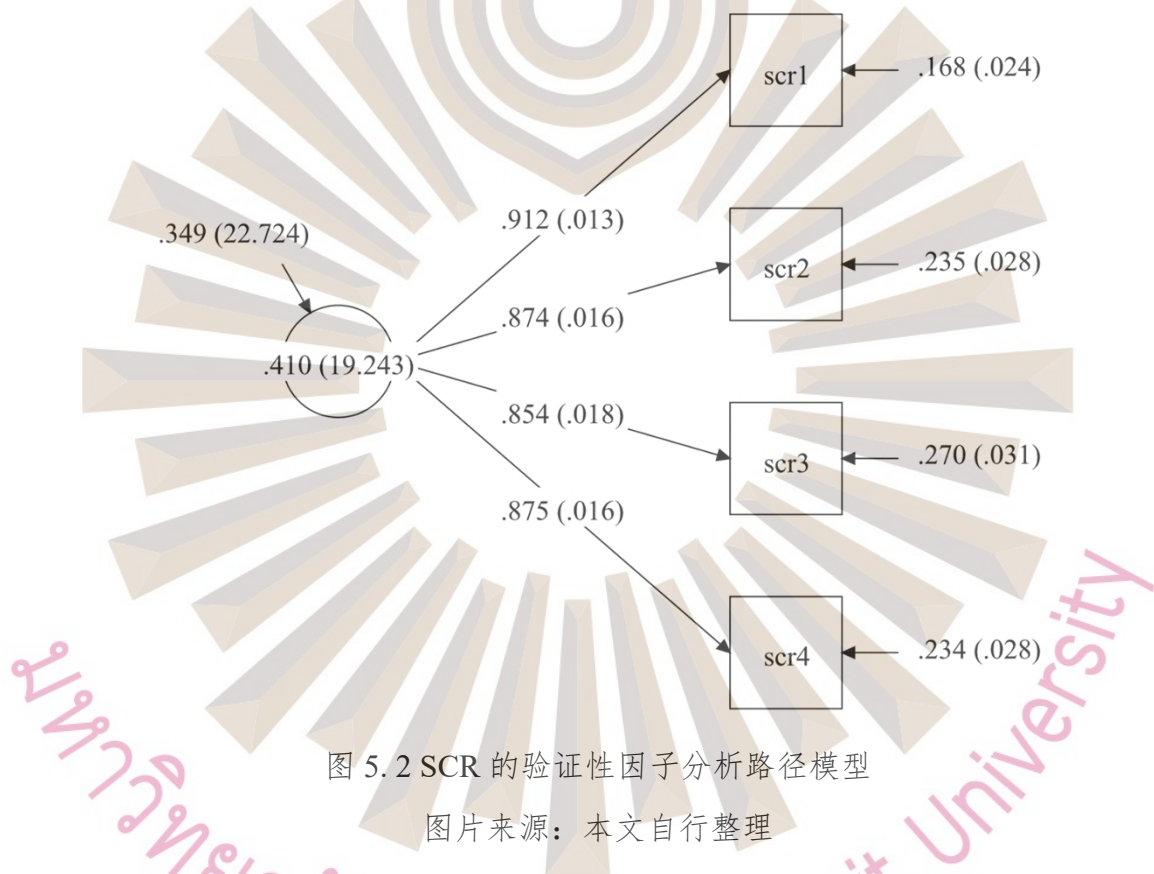 scr1
.168 (.024)
.912 (.013)
.349 (22.724)
scr2
.235 (.028)
.874 (.016)
.410 (19.243)
.854 (.018)
scr3
.270 (.031)
.875 (.016)
scr4
.234 (.028)
图 5. 2 SCR 的验证性因子分析路径模型
图片来源：本文自行整理
University